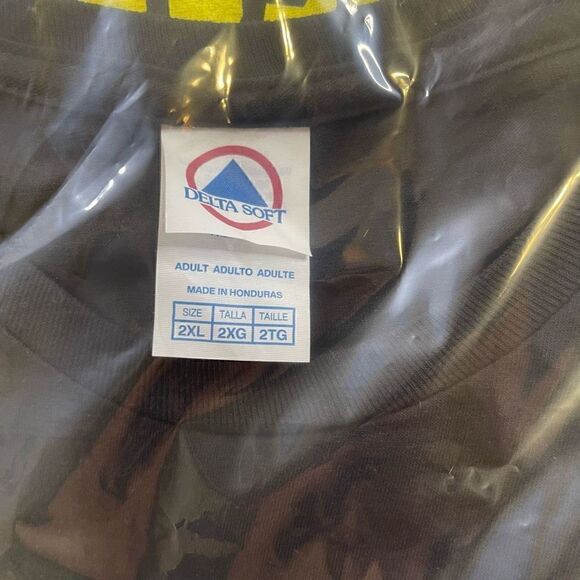 DELTA SOFT
ADULT ADULTO ADULTE
MADE IN HONDURAS
SIZE TALLA TAILLE
2XL 2XG 2TG